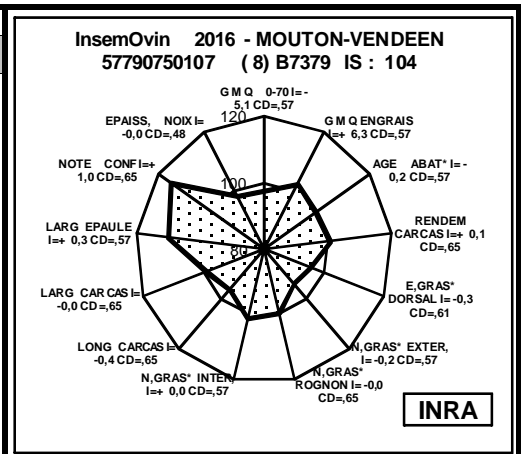 InsemOvin 2016 - MOUTON-VENDEEN
57790750107 ( 8) B7379 IS : 104
GMQ 0-70 I=-
5,1 CD=,57
GMQ ENGRAIS
I=+ 6,3 CD=,57
AGE ABAT* I=-
0,2 CD=,57
RENDEM
CARCAS I=+ 0,1
CD=,65
E,GRAS*
DORSAL I=-0,3
CD=,61
N,GRAS* EXTER,
I=-0,2 CD=,57
N,GRAS*
ROGNON I=-0,0
CD=,65
N,GRAS* INTER,
I=+ 0,0 CD=,57
LONG CARCAS I=
-0,4 CD=,65
LARG CARCAS I=
-0,0 CD=,65
LARG EPAULE
I=+ 0,3 CD=,57
NOTE CONF I=+
1,0 CD=,65
EPAISS, NOIX I=
-0,0 CD=,48
120
100
80
INRA